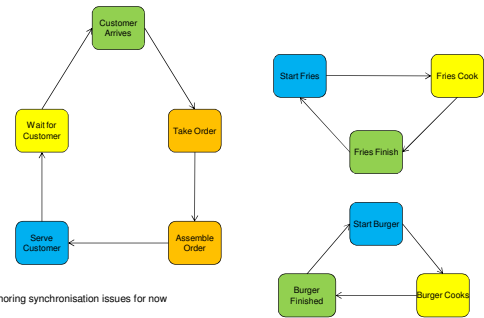 Customer
Arrives
Wait for
Customer
Take Order
Serve
Customer
Assemble
Order
Start Fries
Fries Cook
Fries Finish
Start Burger
Burger
Finished
Burger Cooks
synchronisation issues for now